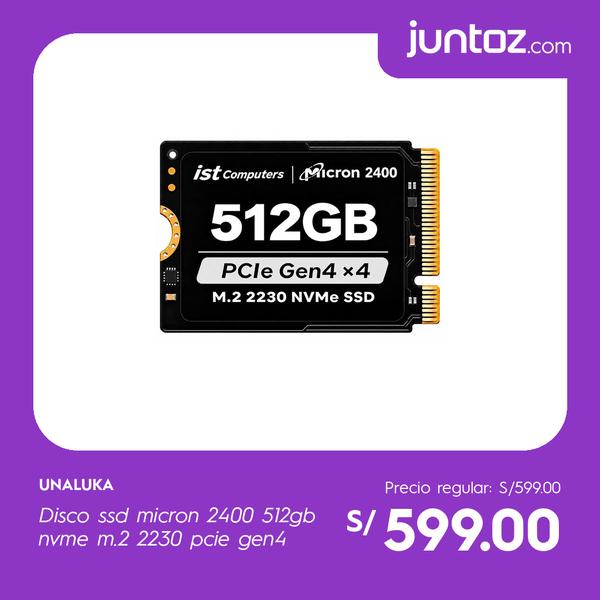 juntoz.com
ist Computers | Micron 2400
512GB
PCIe Gen4 ×4
M.2 2230 NVMe SSD
UNALUKA
Disco ssd micron 2400 512gb
nvme m.2 2230 pcie gen4
Precio regular: S/599.00
S/599.00